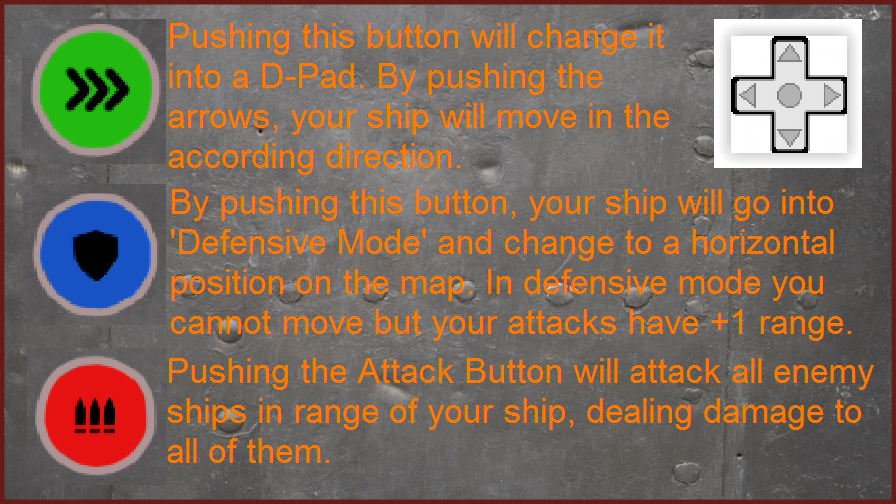 Pushing this button will change it
into a D-Pad. By pushing the
arrows, your ship will move in the
according direction.
By pushing this button, your ship will go into
'Defensive Mode' and change to a horizontal
position on the map. In defensive mode you
cannot move but your attacks have +1 range.
Pushing the Attack Button will attack all enemy
ships in range of your ship, dealing damage to
all of them.